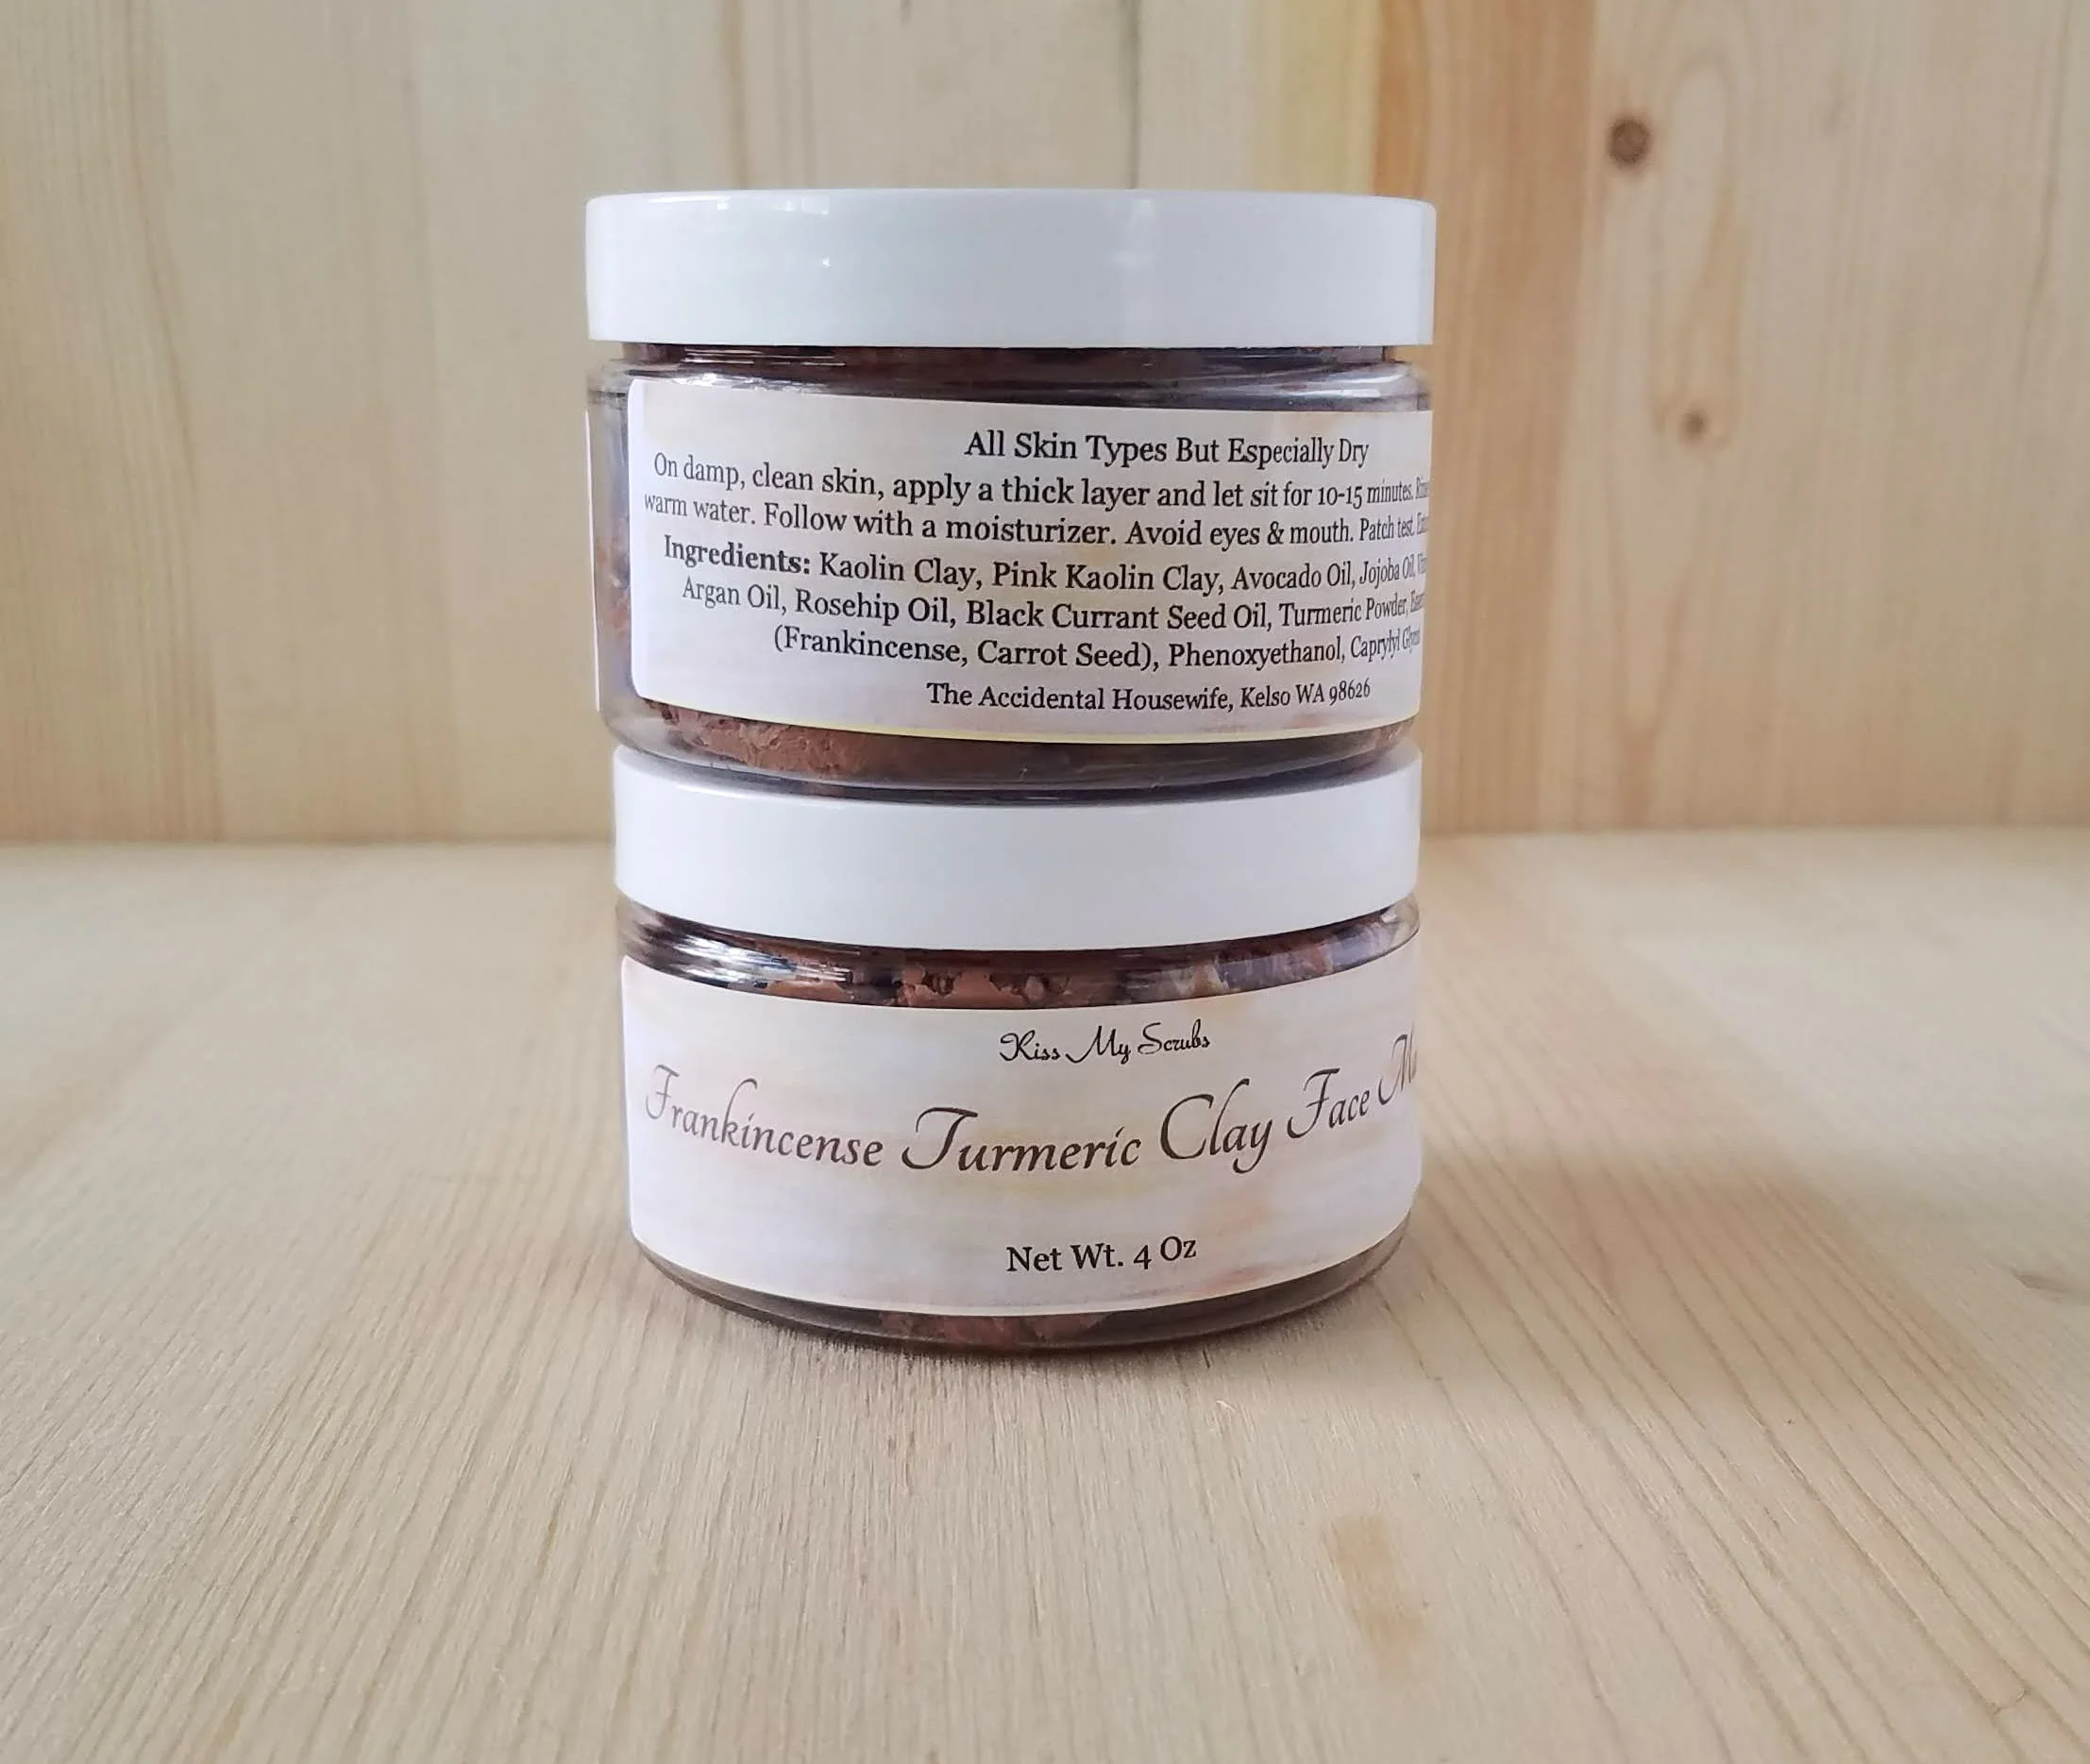 All Skin Types But Especially Dry
On damp, clean skin, apply a thick layer and let sit for 10-15 minutes.
warm water. Follow with a moisturizer. Avoid eyes & mouth. Patch test.
Ingredients: Kaolin Clay, Pink Kaolin Clay, Avocado Oil, Jojoba Oil,
Argan Oil, Rosehip Oil, Black Currant Seed Oil, Turmeric Powder,
(Frankincense, Carrot Seed), Phenoxyethanol, Caprylyl
The Accidental Housewife, Kelso WA 98626
Kiss My Scrubs
Frankincense Turmeric Clay Face
Net Wt. 4 Oz